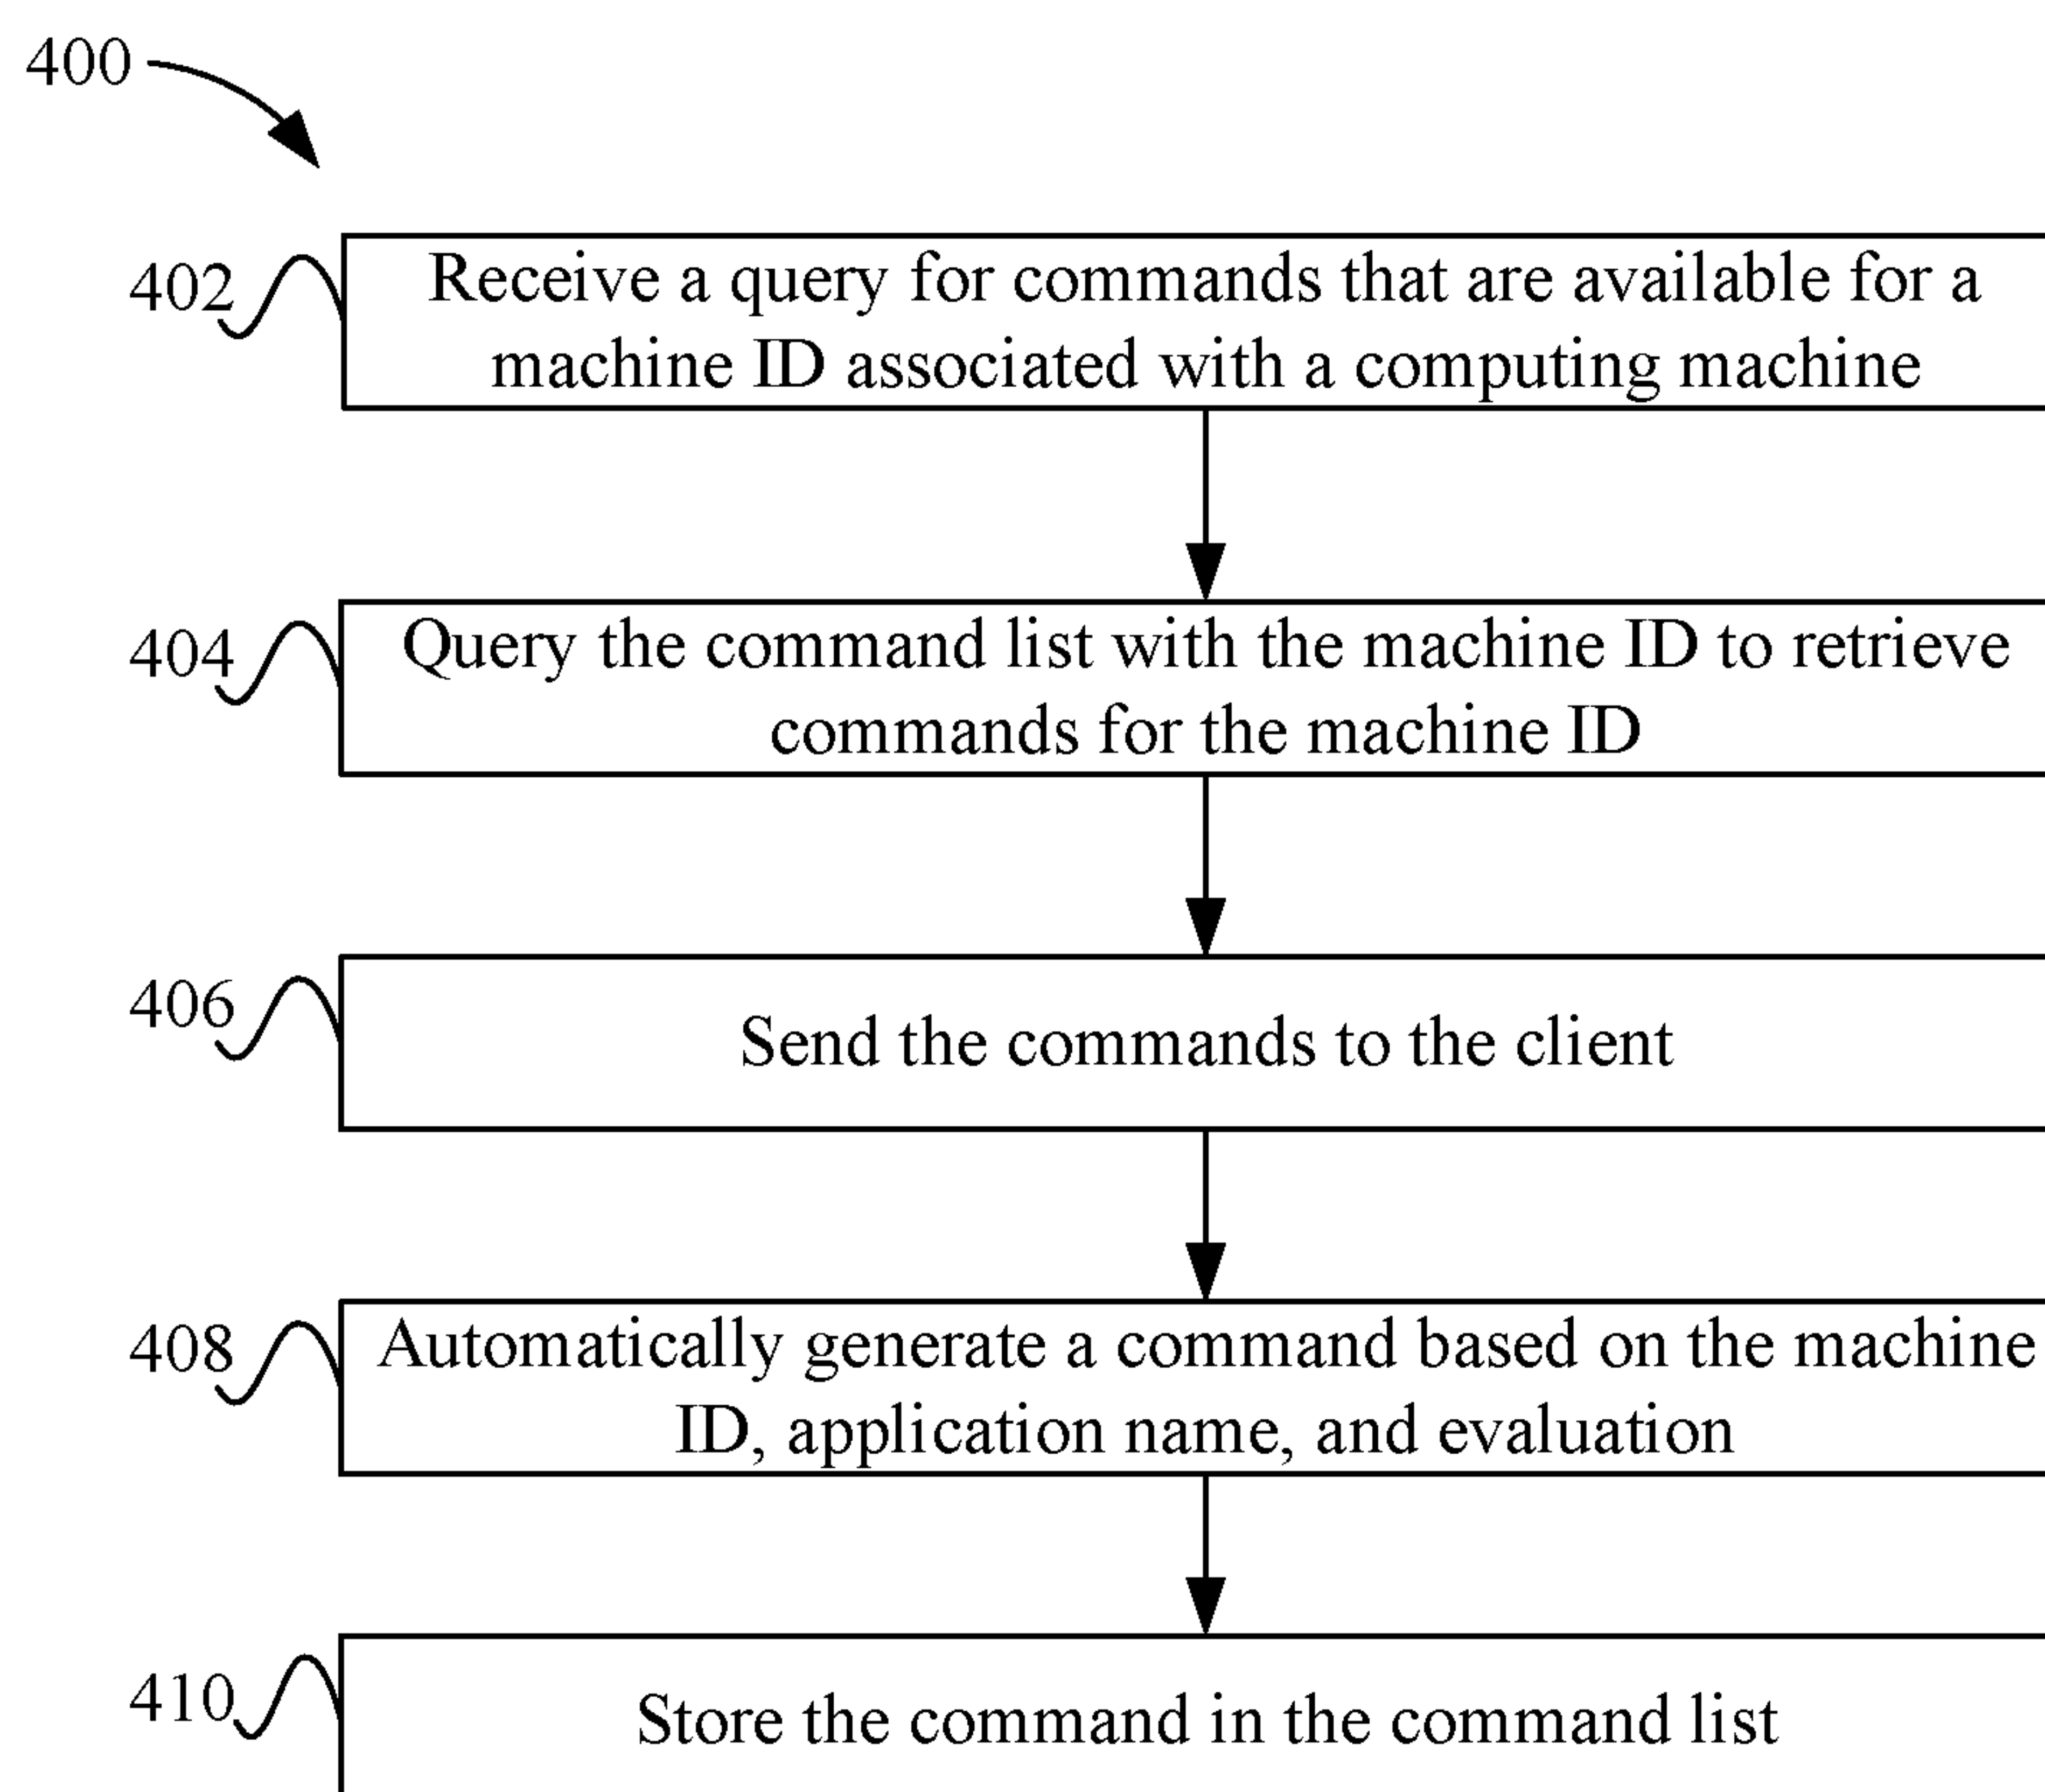 400
402
Receive a query for commands that are available for a
machine ID associated with a computing machine
404
Query the command list with the machine ID to retrieve
commands for the machine ID
406
Send the commands to the client
408
Automatically generate a command based on the machine
ID, application name, and evaluation
410
Store the command in the command list